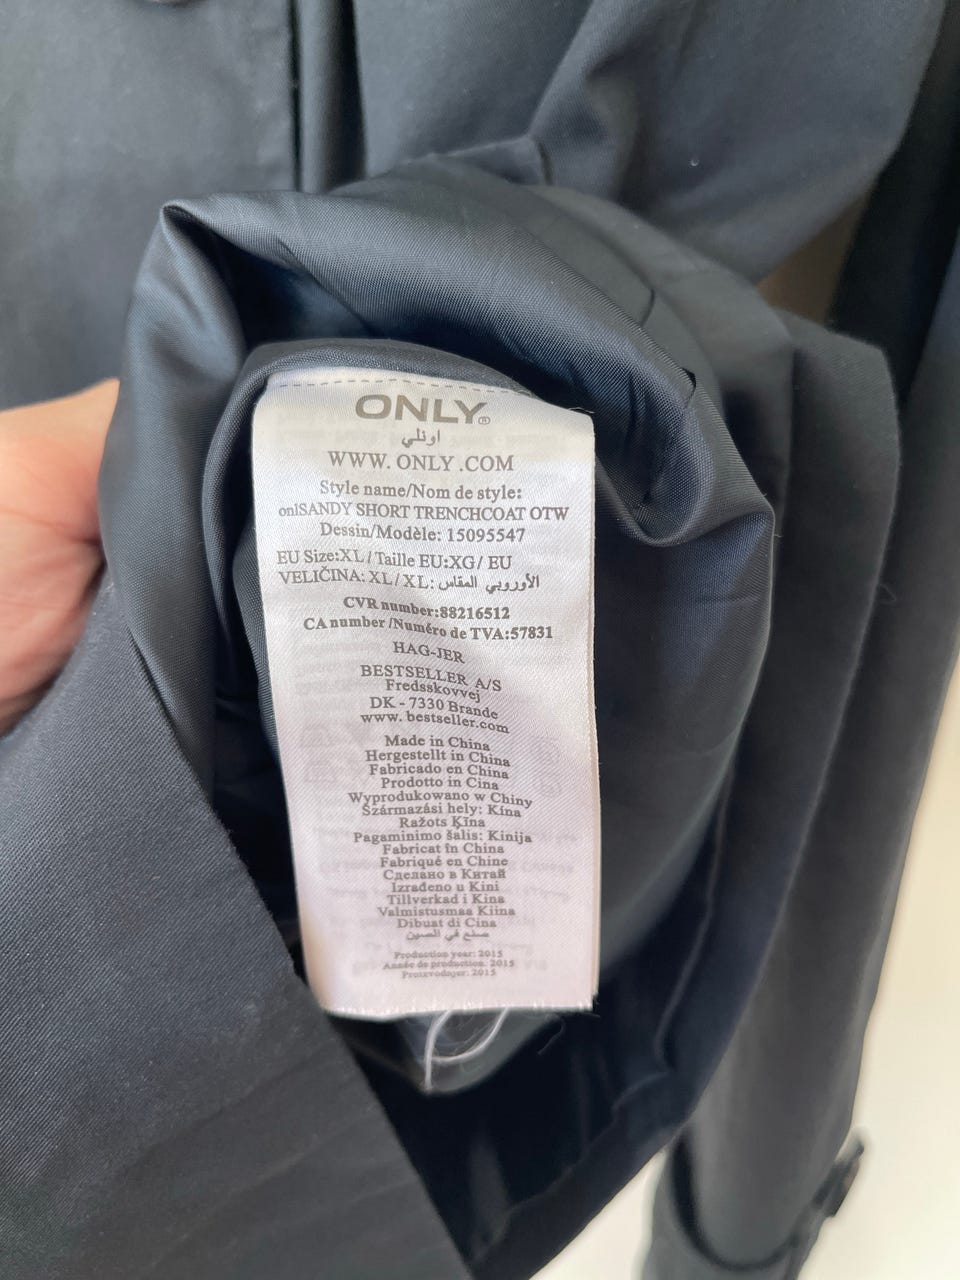 ONLY®
اونلي
WWW. ONLY .COM
Style name/Nom de style:
onlSANDY SHORT TRENCHCOAT OTW
Dessin/Modèle: 15095547
EU Size:XL / Taille EU:XG/ EU
VELIČINA: XL/XL: الأوروبي المقاس
CVR number:88216512
CA number /Numéro de TVA:57831
HAG-JER
BESTSELLER A/S
Fredsskovvej
DK - 7330 Brande
www. bestseller.com
Made in China
Hergestellt in China
Fabricado en China
Prodotto in Cina
Wyprodukowano w Chiny
Származási hely: Kína
Ražots Ķīna
Pagaminimo šalis: Kinija
Fabricat în China
Fabriqué en Chine
Сделано в Китай
Izrađeno u Kini
Tillverkad i Kina
Valmistusmaa Kiina
Dibuat di Cina
صنع في الصين
Production year: 2015
Année de production. 2015
Proizvodnjer: 2015